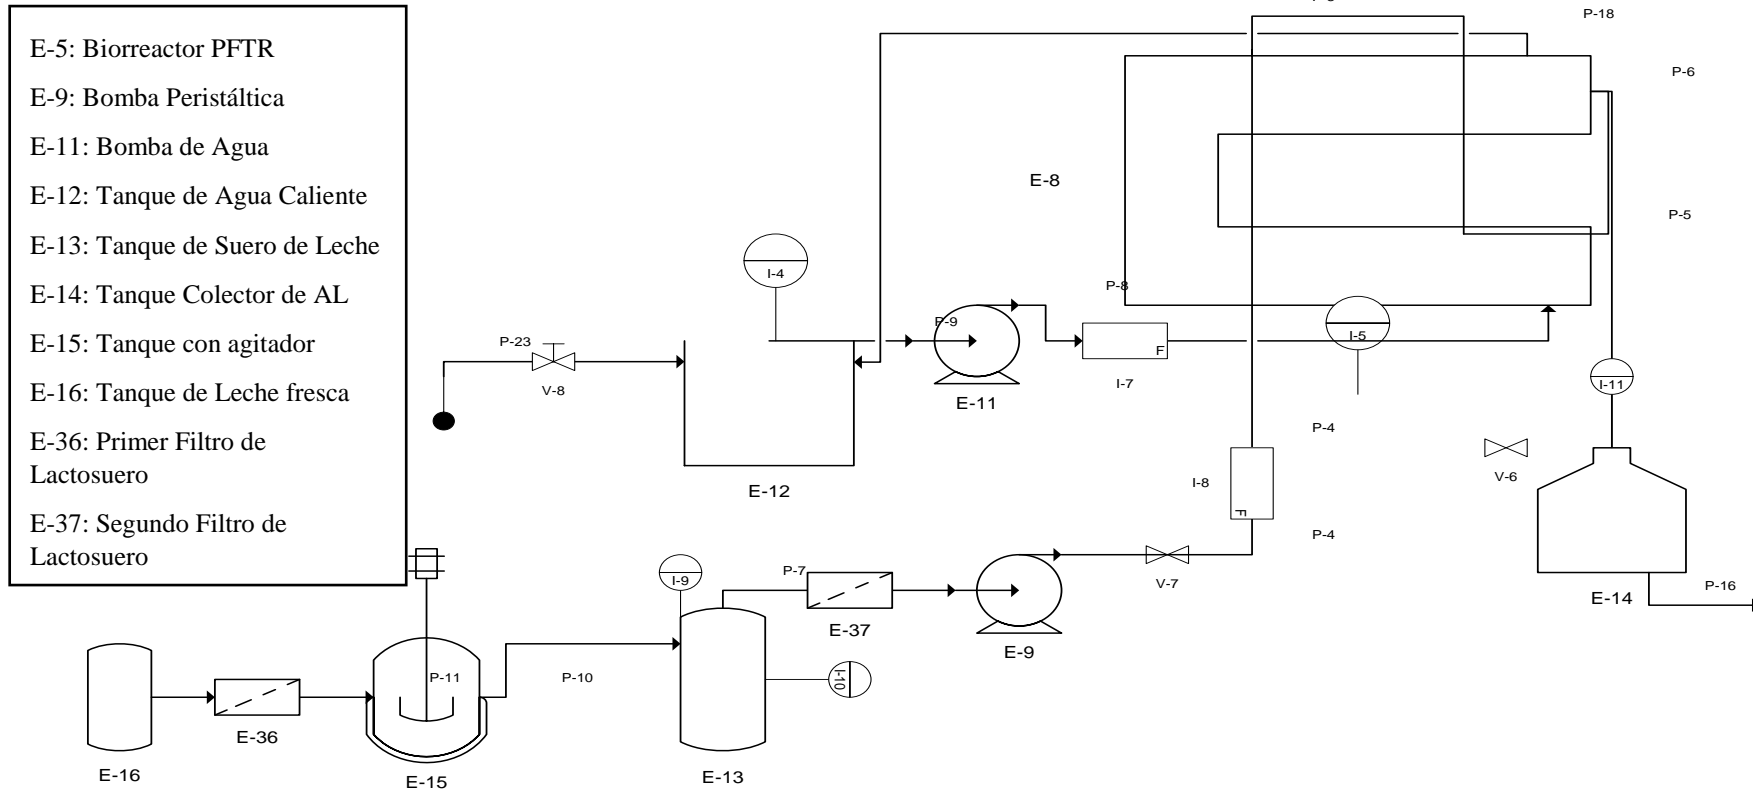 E-5: Biorreactor PFTR
E-9: Bomba Peristáltica
E-11: Bomba de Agua
E-12: Tanque de Agua Caliente
E-13: Tanque de Suero de Leche
E-14: Tanque Colector de AL
E-15: Tanque con agitador
E-16: Tanque de Leche fresca
E-36: Primer Filtro de
Lactosuero
E-37: Segundo Filtro de
Lactosuero
P-18
P-6
E-8
P-5
I-4
P-8
P-9
I-5
F
P-23
V-8
I-7
I-11
E-11
P-4
V-6
I-8
E-12
F
P-4
P-7
I-9
V-7
P-16
E-14
E-37
E-9
P-11
P-10
I-10
E-36
E-16
E-15
E-13